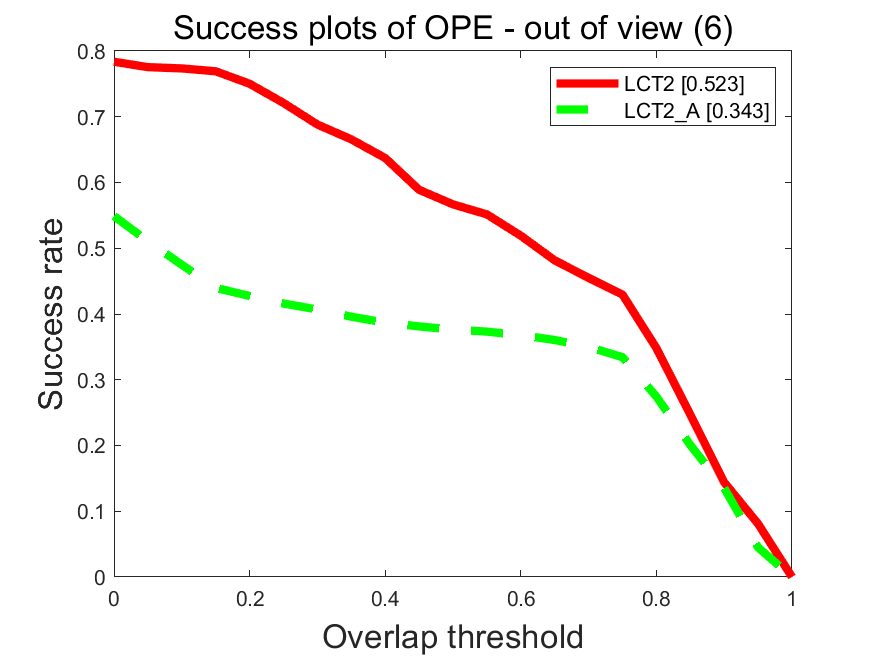 Success plots of OPE - out of view (6)
LCT2 [0.523]
LCT2_A [0.343]
Success rate
0.8
0.7
0.6
0.5
0.4
0.3
0.2
0.1
0
0 0.2 0.4 0.6 0.8 1
Overlap threshold